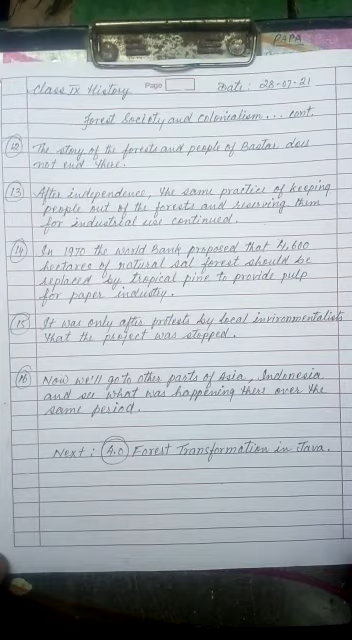 PAPA
Class IX History Page Date: 28-07-21
Forest Society and Colonialism... cont.
12 The story of the forests and people of Bastar does
not end there.
13 After independence, the same practice of keeping
people out of the forests and reserving them
for industrial use continued.
14 In 1970 the World Bank proposed that 4,600
hectares of natural sal forest should be
replaced by tropical pine to provide pulp
for paper industry.
15 It was only after protests by local invironmentalists
that the project was stopped.
16 Now we'll go to other parts of Asia, Indonesia
and see what was happening there over the
same period.
Next: 4.0 Forest Transformation in Java.